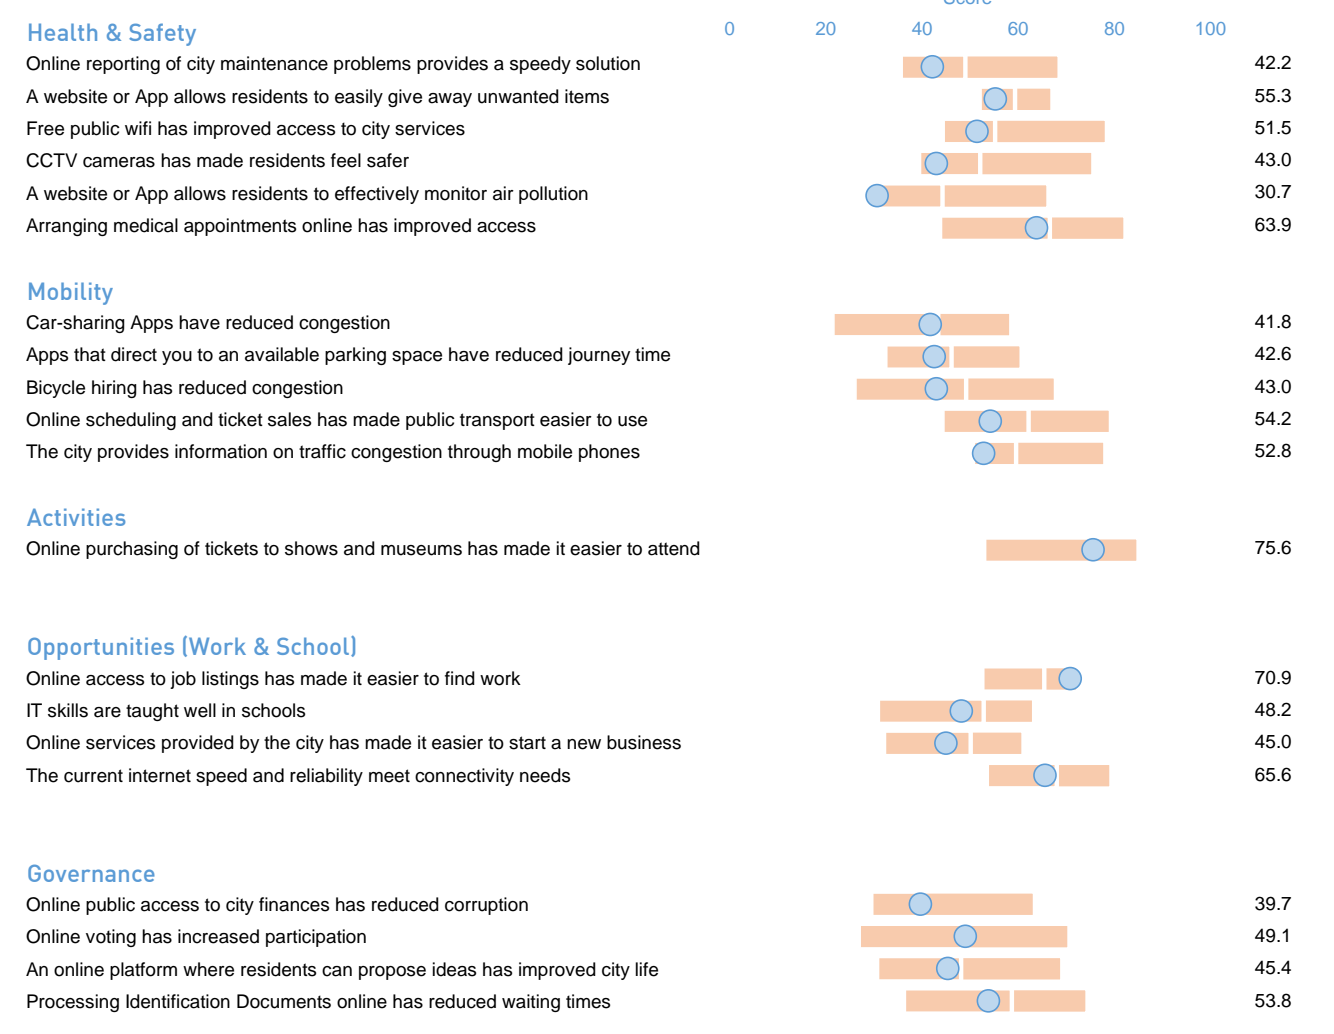 Score
Health & Safety 0 20 40 60 80 100
Online reporting of city maintenance problems provides a speedy solution 42.2
A website or App allows residents to easily give away unwanted items 55.3
Free public wifi has improved access to city services 51.5
CCTV cameras has made residents feel safer 43.0
A website or App allows residents to effectively monitor air pollution 30.7
Arranging medical appointments online has improved access 63.9
Mobility
Car-sharing Apps have reduced congestion 41.8
Apps that direct you to an available parking space have reduced journey time 42.6
Bicycle hiring has reduced congestion 43.0
Online scheduling and ticket sales has made public transport easier to use 54.2
The city provides information on traffic congestion through mobile phones 52.8
Activities
Online purchasing of tickets to shows and museums has made it easier to attend 75.6
Opportunities (Work & School)
Online access to job listings has made it easier to find work 70.9
IT skills are taught well in schools 48.2
Online services provided by the city has made it easier to start a new business 45.0
The current internet speed and reliability meet connectivity needs 65.6
Governance
Online public access to city finances has reduced corruption 39.7
Online voting has increased participation 49.1
An online platform where residents can propose ideas has improved city life 45.4
Processing Identification Documents online has reduced waiting times 53.8